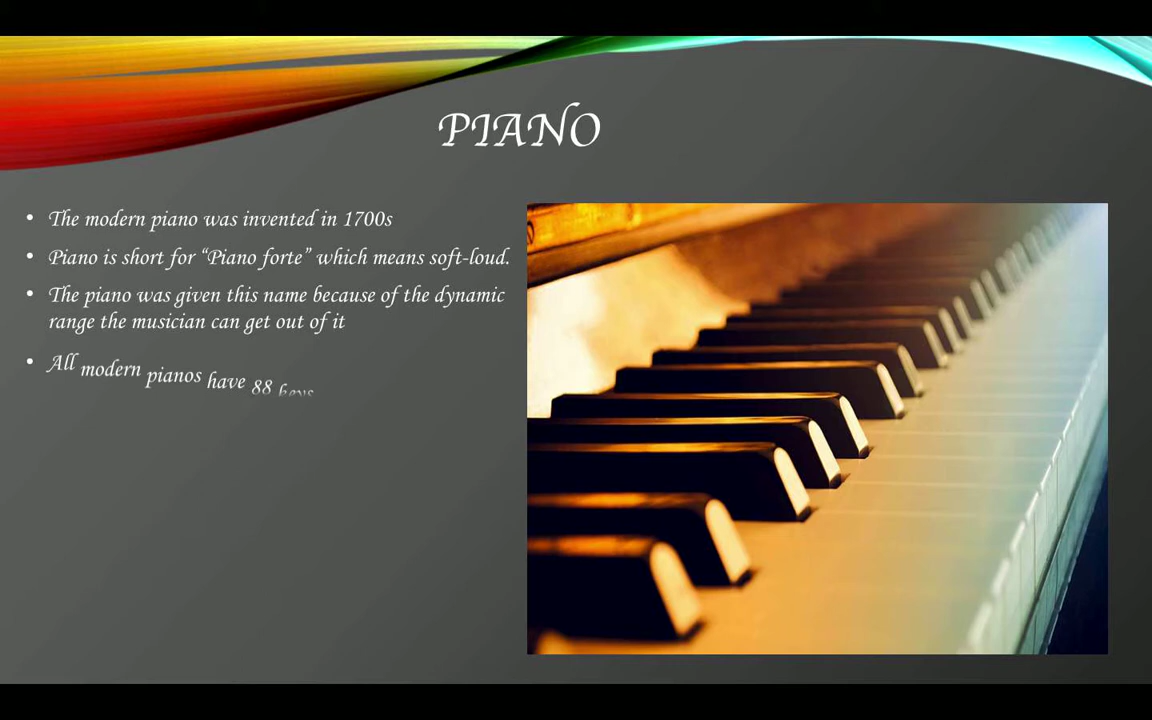 PIANO
• The modern piano was invented in 1700s
• Piano is short for “Piano forte” which means soft-loud.
• The piano was given this name because of the dynamic
range the musician can get out of it
• All modern pianos have 88 keys